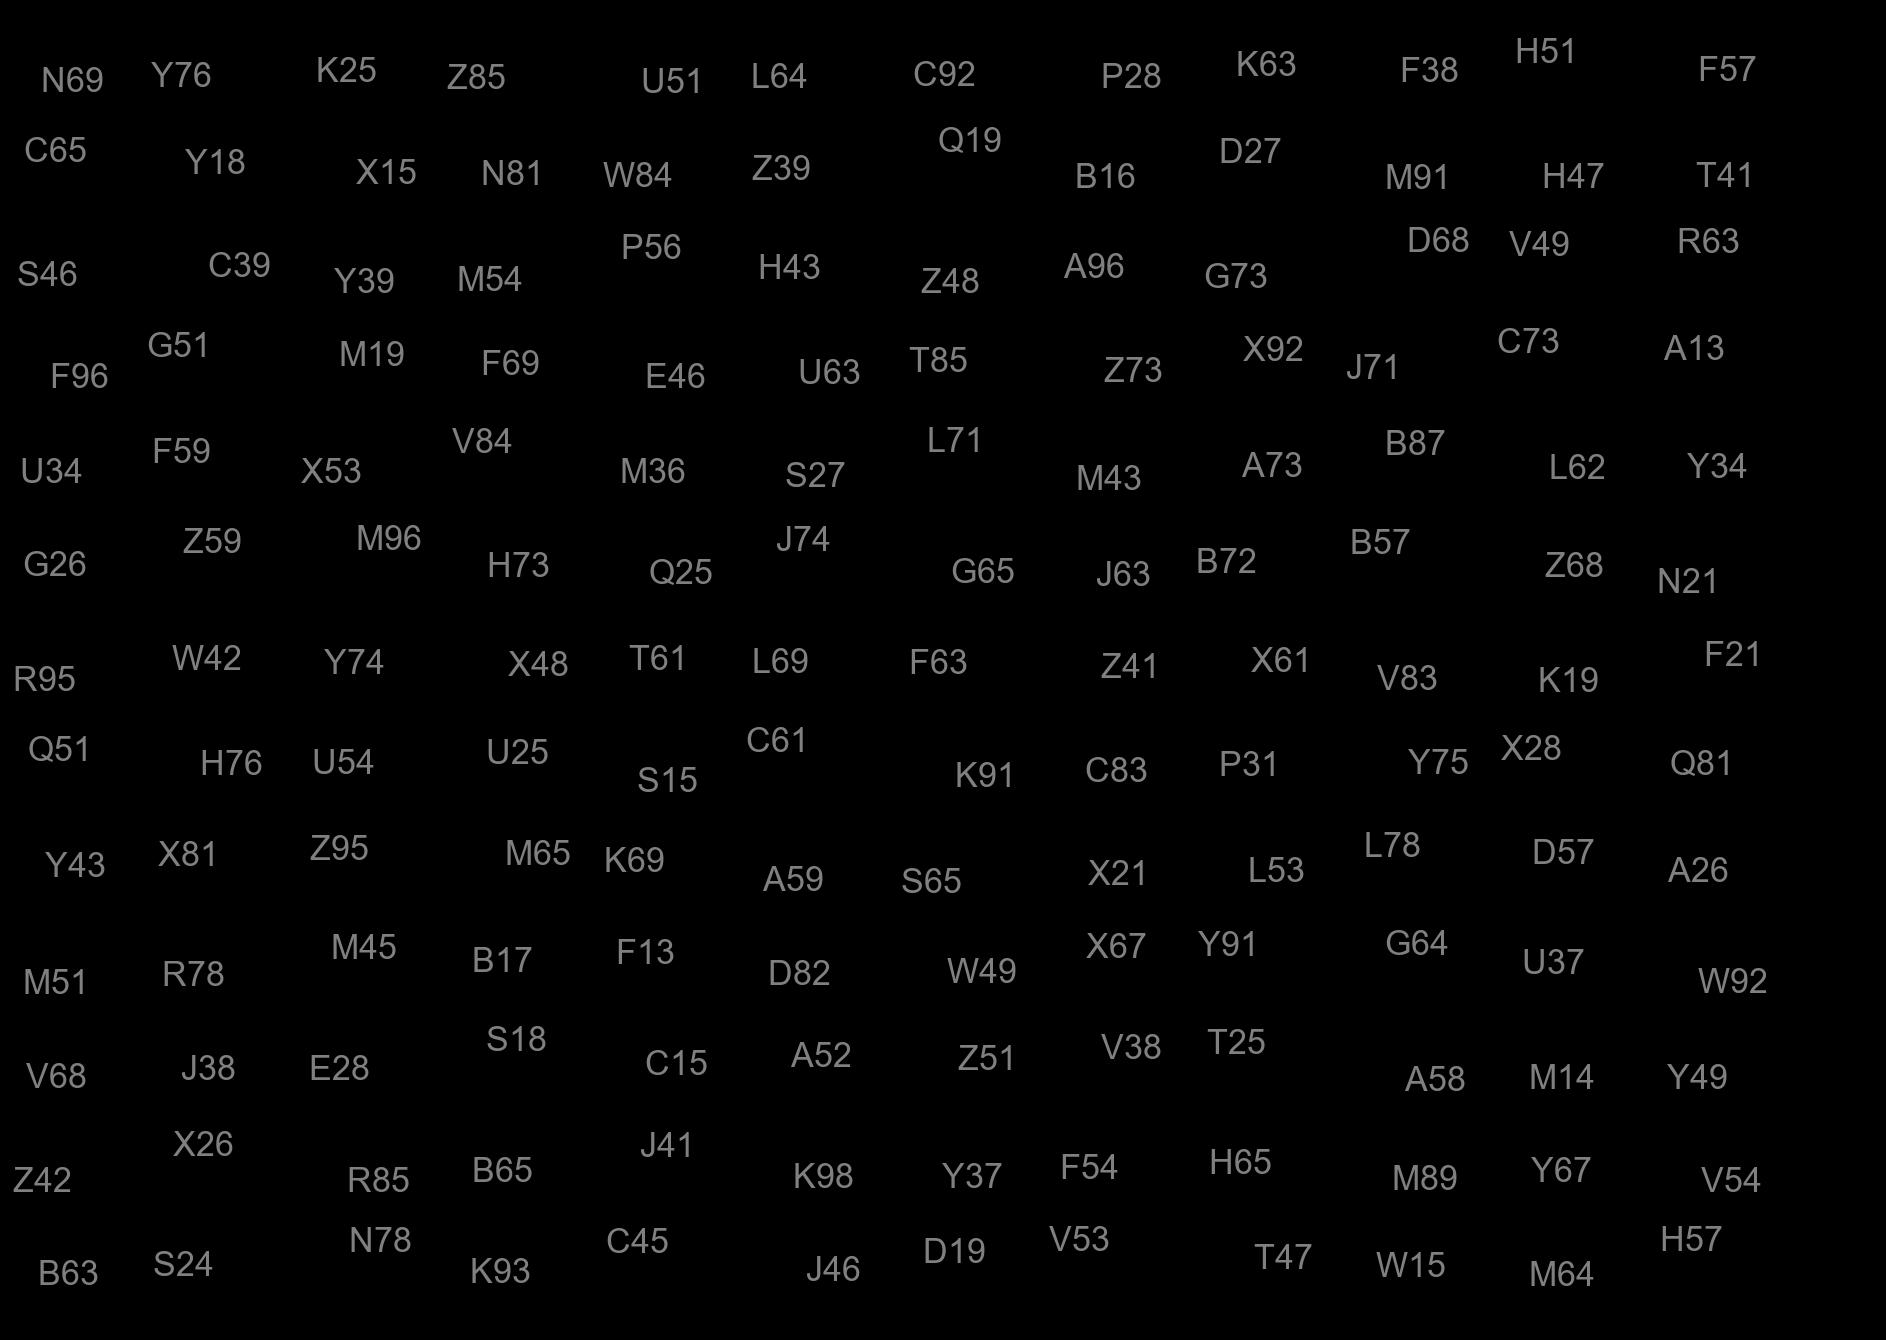 N69 Y76 K25 Z85 U51 L64 C92 P28 K63 F38 H51 F57
C65 Y18 X15 N81 W84 Z39 Q19 B16 D27 M91 H47 T41
S46 C39 Y39 M54 P56 H43 Z48 A96 G73 D68 V49 R63
F96 G51 M19 F69 E46 U63 T85 Z73 X92 J71 C73 A13
U34 F59 X53 V84 M36 S27 L71 M43 A73 B87 L62 Y34
G26 Z59 M96 H73 Q25 J74 G65 J63 B72 B57 Z68 N21
R95 W42 Y74 X48 T61 L69 F63 Z41 X61 V83 K19 F21
Q51 H76 U54 U25 S15 C61 K91 C83 P31 Y75 X28 Q81
Y43 X81 Z95 M65 K69 A59 S65 X21 L53 L78 D57 A26
M51 R78 M45 B17 F13 D82 W49 X67 Y91 G64 U37 W92
V68 J38 E28 S18 C15 A52 Z51 V38 T25 A58 M14 Y49
Z42 X26 R85 B65 J41 K98 Y37 F54 H65 M89 Y67 V54
B63 S24 N78 K93 C45 J46 D19 V53 T47 W15 M64 H57